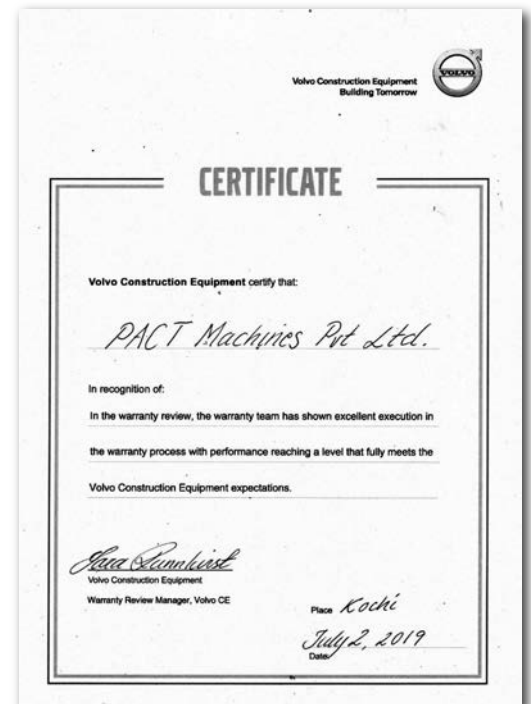 Volvo Construction Equipment
Building Tomorrow
VOLVO
CERTIFICATE
Volvo Construction Equipment certify that:
PACT Machines Pvt Ltd.
In recognition of:
In the warranty review, the warranty team has shown excellent execution in
the warranty process with performance reaching a level that fully meets the
Volvo Construction Equipment expectations.
Volvo Construction Equipment
Warranty Review Manager, Volvo CE
Place Kochi
July 2, 2019
Date